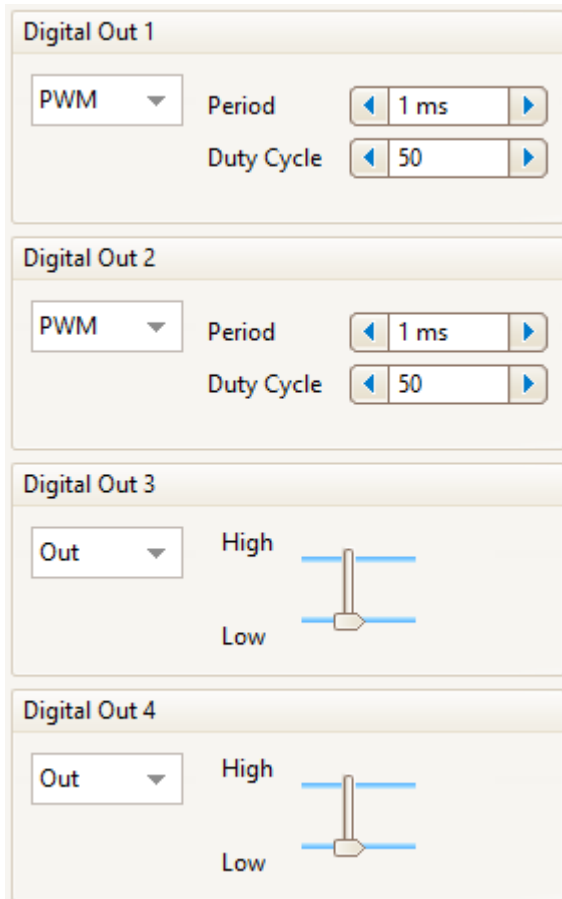 Digital Out 1
PWM Period 1 ms
Duty Cycle 50
Digital Out 2
PWM Period 1 ms
Duty Cycle 50
Digital Out 3
Out High
Low
Digital Out 4
Out High
Low